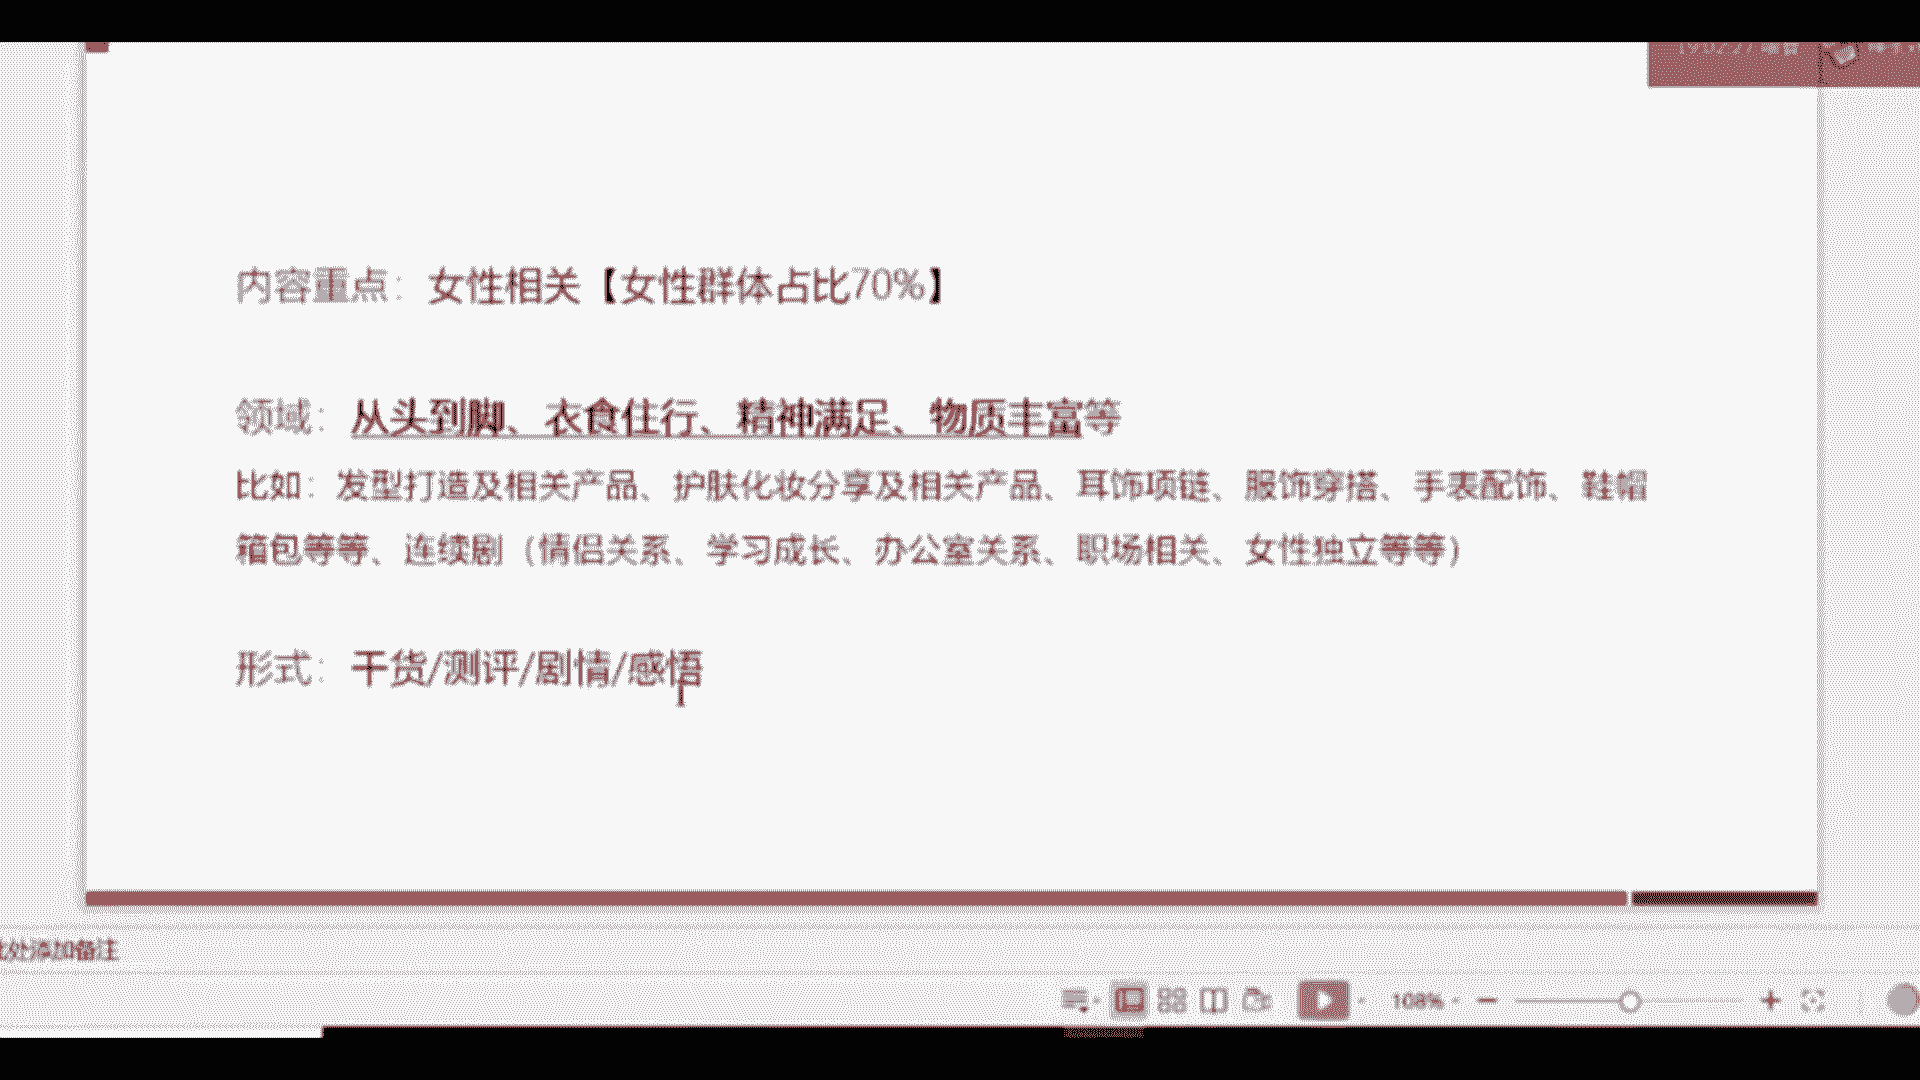 内容重点：女性相关【女性群体占比70%】
领域：从头到脚、衣食住行、精神满足、物质丰富等
比如：发型打造及相关产品、护肤化妆分享及相关产品、耳饰项链、服饰穿搭、手表配饰、鞋帽
箱包等等、连续剧（情侣关系、学习成长、办公室关系、职场相关、女性独立等等）
形式：干货/测评/剧情/感悟
处添加备注
108%